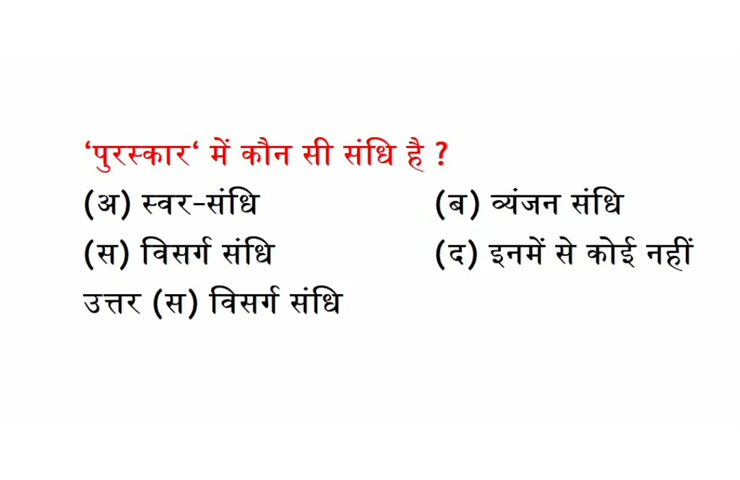 ‘पुरस्कार‘ में कौन सी संधि है ?
(अ) स्वर-संधि (ब) व्यंजन संधि
(स) विसर्ग संधि (द) इनमें से कोई नहीं
उत्तर (स) विसर्ग संधि